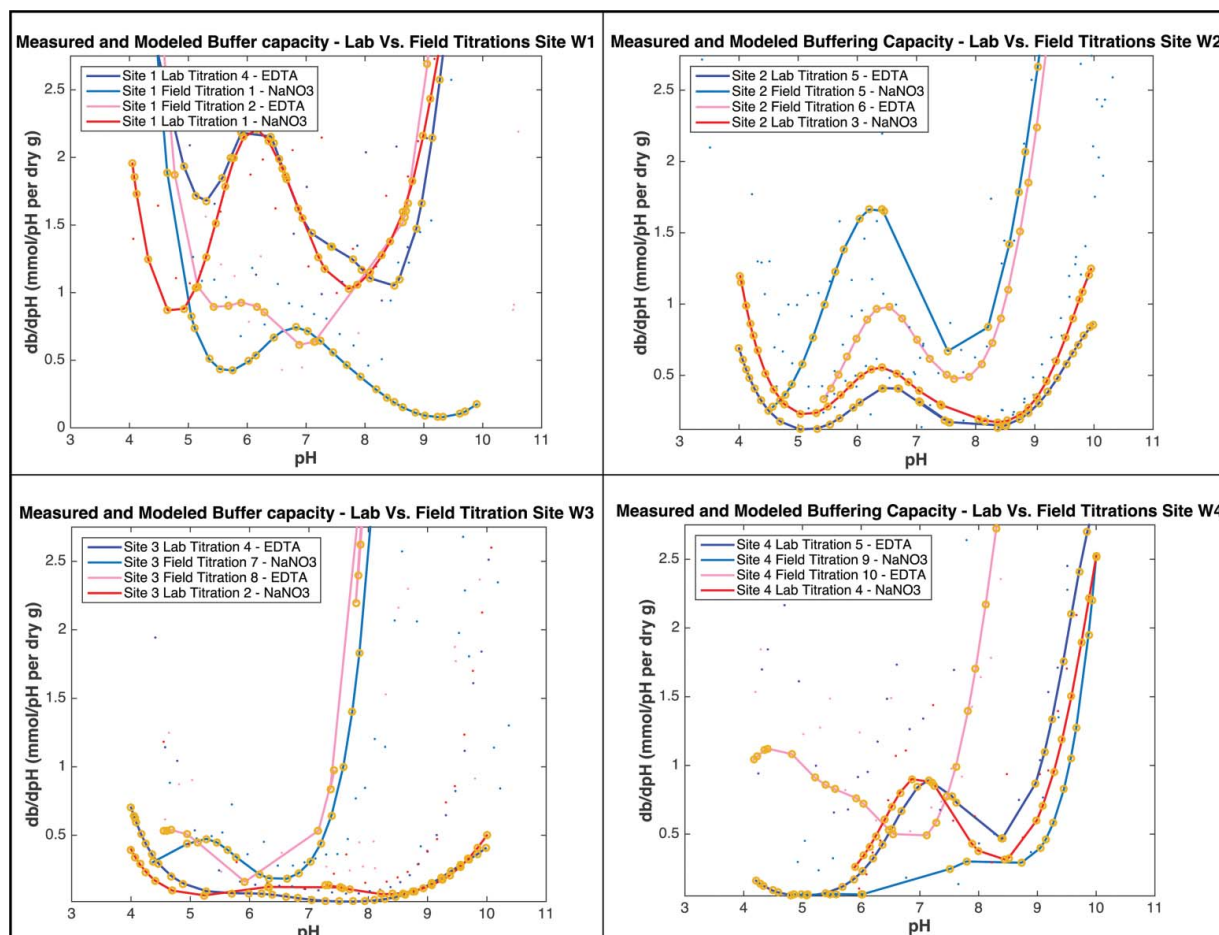 Measured and Modeled Buffer capacity - Lab Vs. Field Titrations Site W1
Site 1 Lab Titration 4 - EDTA
Site 1 Field Titration 1 - NaNO3
Site 1 Field Titration 2 - EDTA
Site 1 Lab Titration 1 - NaNO3
db/dpH (mmol/pH per dry g)
2.5
2
1.5
1
0.5
0
3 4 5 6 7 8 9 10 11
pH
Measured and Modeled Buffering Capacity - Lab Vs. Field Titrations Site W2
Site 2 Lab Titration 5 - EDTA
Site 2 Field Titration 5 - NaNO3
Site 2 Field Titration 6 - EDTA
Site 2 Lab Titration 3 - NaNO3
db/dpH (mmol/pH per dry g)
2.5
2
1.5
1
0.5
3 4 5 6 7 8 9 10 11
pH
Measured and Modeled Buffer capacity - Lab Vs. Field Titration Site W3
Site 3 Lab Titration 4 - EDTA
Site 3 Field Titration 7 - NaNO3
Site 3 Field Titration 8 - EDTA
Site 3 Lab Titration 2 - NaNO3
db/dpH (mmol/pH per dry g)
2.5
2
1.5
1
0.5
3 4 5 6 7 8 9 10 11
pH
Measured and Modeled Buffering Capacity - Lab Vs. Field Titrations Site W4
Site 4 Lab Titration 5 - EDTA
Site 4 Field Titration 9 - NaNO3
Site 4 Field Titration 10 - EDTA
Site 4 Lab Titration 4 - NaNO3
db/dpH (mmol/pH per dry g)
2.5
2
1.5
1
0.5
3 4 5 6 7 8 9 10 11
pH